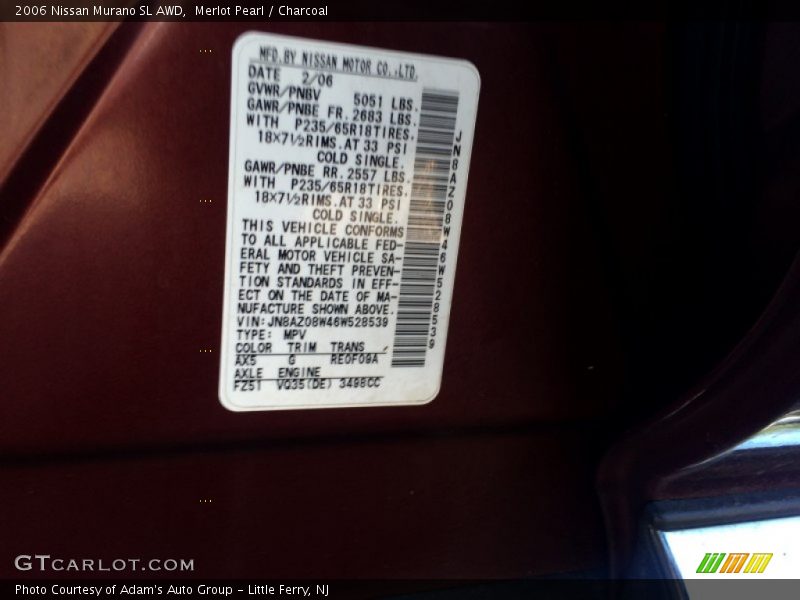 2006 Nissan Murano SL AWD,  Merlot Pearl / Charcoal
MFD.BY NISSAN MOTOR CO.,LTD.
DATE 2/06
GVWR/PNBV 5051 LBS.
GAWR/PNBE FR. 2683 LBS.
WITH P235/65R18TIRES.
18×7½RIMS.AT 33 PSI
COLD SINGLE.
GAWR/PNBE RR. 2557 LBS.
WITH P235/65R18TIRES.
18×7½RIMS.AT 33 PSI
COLD SINGLE.
THIS VEHICLE CONFORMS
TO ALL APPLICABLE FED-
ERAL MOTOR VEHICLE SA-
FETY AND THEFT PREVEN-
TION STANDARDS IN EFF-
ECT ON THE DATE OF MA-
NUFACTURE SHOWN ABOVE.
VIN:JN8AZ08W46W528539
TYPE: MPV
COLOR TRIM TRANS
AX5 G RE0F09A
AXLE ENGINE
FZ51 VQ35(DE) 3498CC
JN8AZ08W46W528539
GTCARLOT.COM
Photo Courtesy of Adam's Auto Group - Little Ferry, NJ